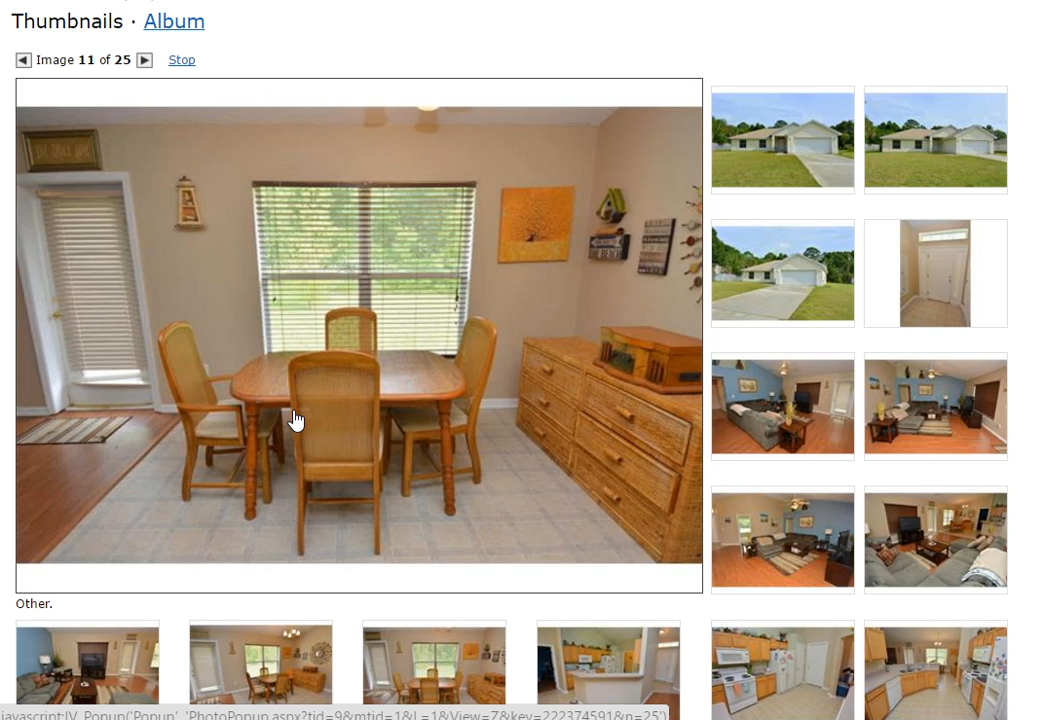 Thumbnails · Album
◄ Image 11 of 25 ► Stop
Other.
javascript:IV_Popup('Popup', 'PhotoPopup.aspx?tid=9&mtid=1&L=1&View=Z&key=222374591&n=25')